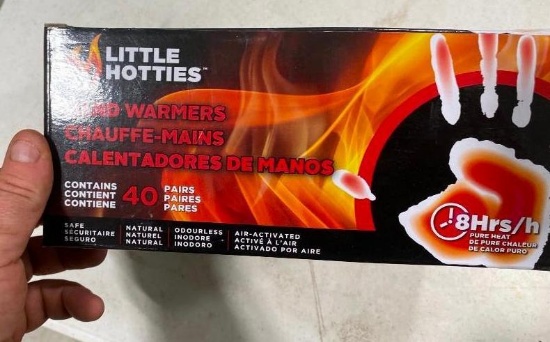 LITTLE
HOTTIES™
WARMERS
CHAUFFE-MAINS
CALENTADORES DE MANOS
CONTAINS
CONTIENT
CONTIENE
40
PAIRS
PAIRES
PARES
SAFE
SÉCURITAIRE
SEGURO
NATURAL
NATUREL
NATURAL
ODOURLESS
INODORE
INODORO
AIR-ACTIVATED
ACTIVÉ À L'AIR
ACTIVADO POR AIRE
8Hrs/h
PURE HEAT
DE PURE CHALEUR
DE CALOR PURO